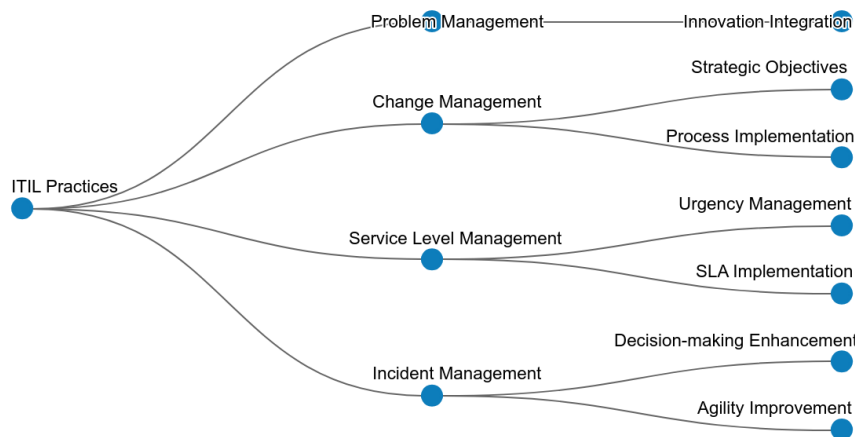 Problem Management
Innovation Integration
Strategic Objectives
Change Management
Process Implementation
ITIL Practices
Urgency Management
Service Level Management
SLA Implementation
Decision-making Enhancement
Incident Management
Agility Improvement